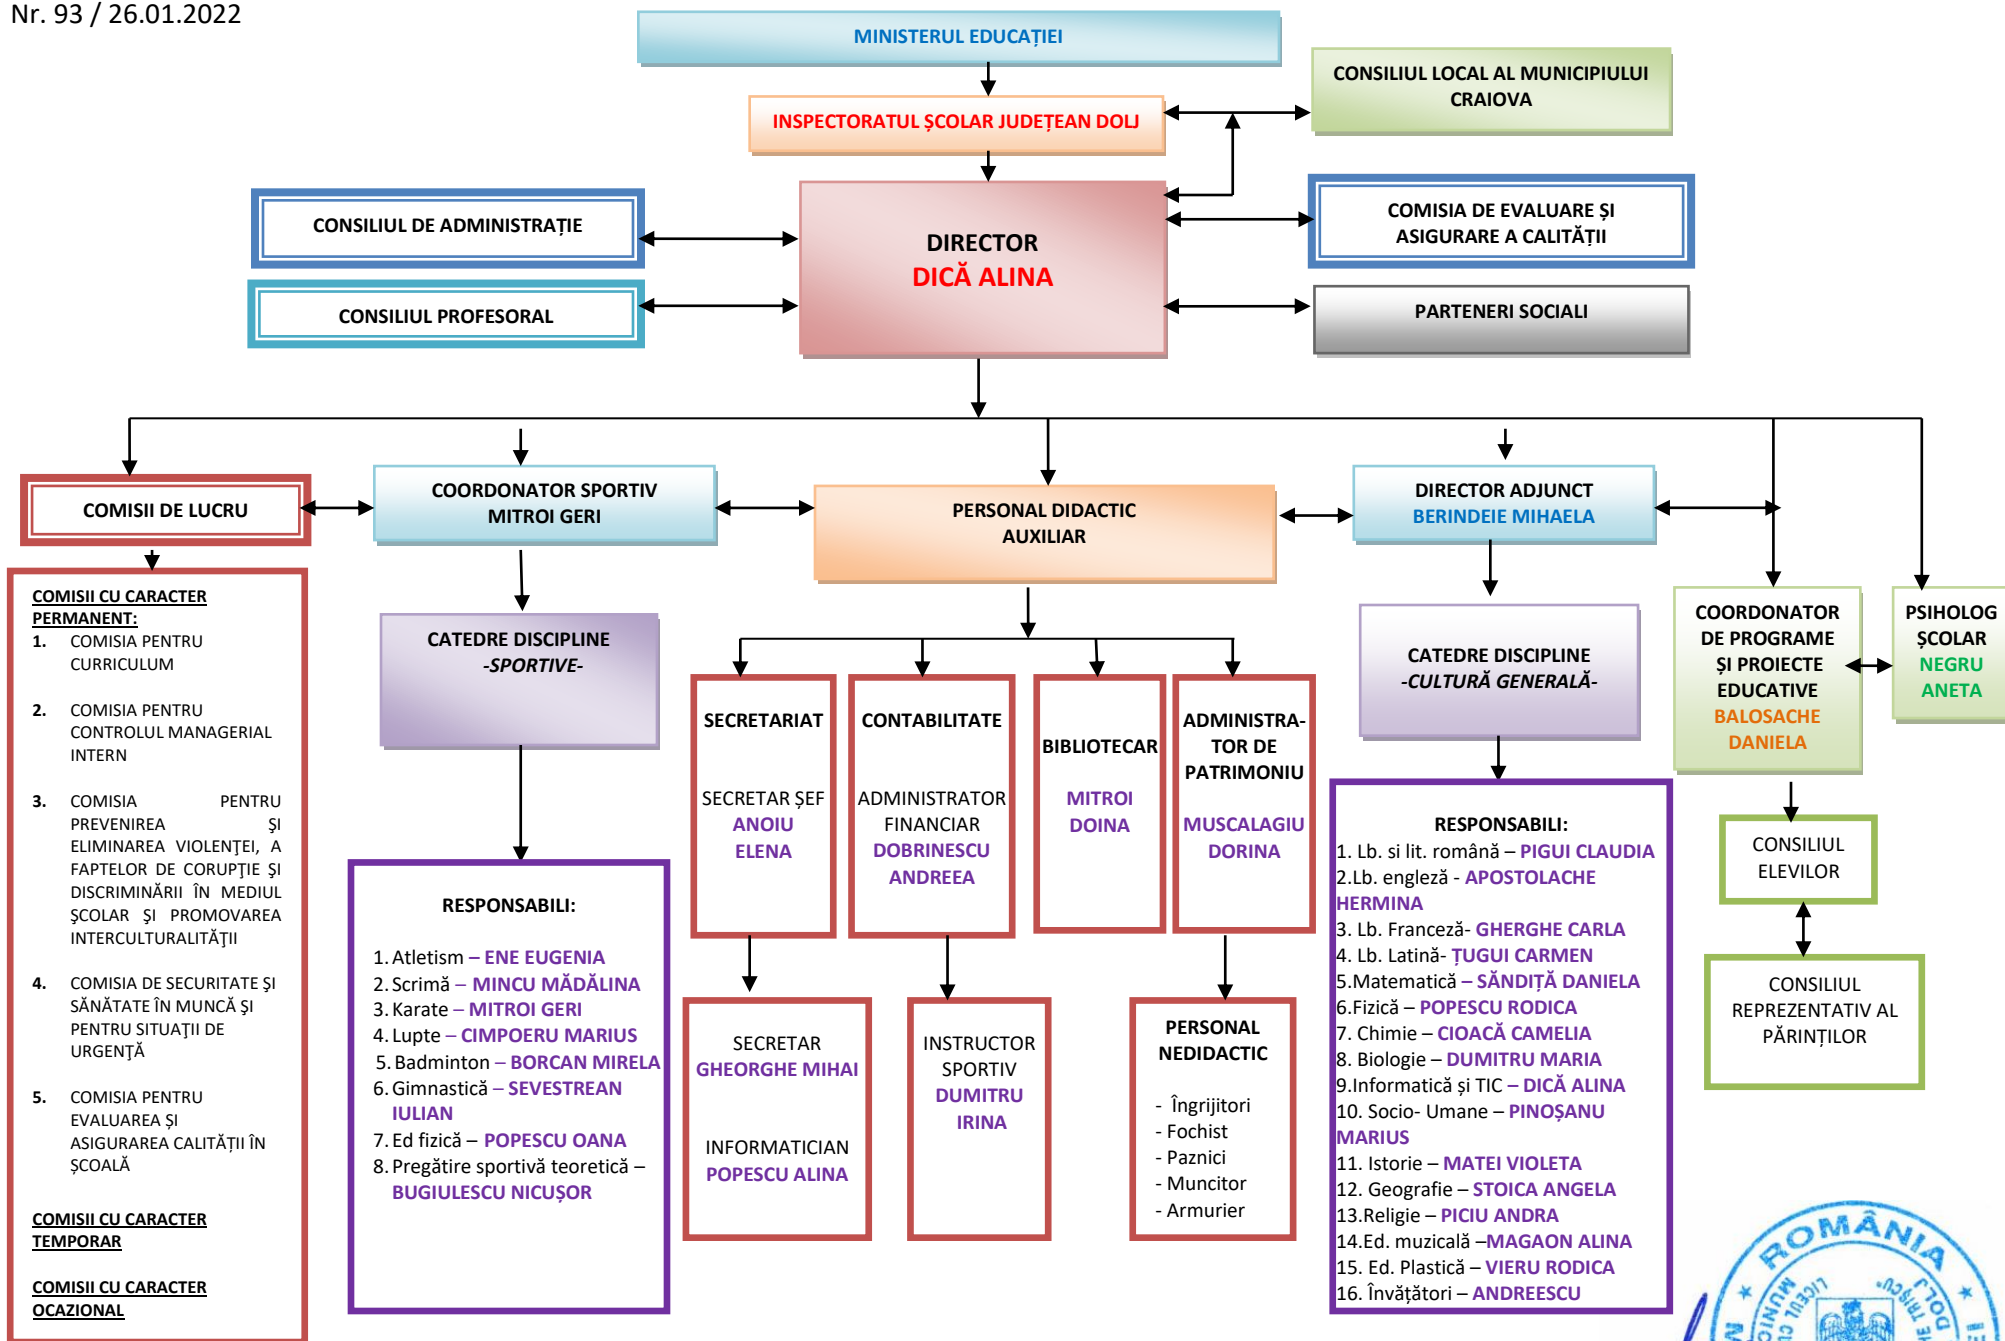 Nr. 93 / 26.01.2022
MINISTERUL EDUCAȚIEI
CONSILIUL LOCAL AL MUNICIPIULUI
CRAIOVA
INSPECTORATUL ȘCOLAR JUDEȚEAN DOLJ
CONSILIUL DE ADMINISTRAȚIE
DIRECTOR
DICĂ ALINA
COMISIA DE EVALUARE ȘI
ASIGURARE A CALITĂȚII
CONSILIUL PROFESORAL
PARTENERI SOCIALI
COMISII DE LUCRU
COORDONATOR SPORTIV
MITROI GERI
PERSONAL DIDACTIC
AUXILIAR
DIRECTOR ADJUNCT
BERINDEIE MIHAELA
COMISII CU CARACTER
PERMANENT:
1. COMISIA PENTRU
CURRICULUM
2. COMISIA PENTRU
CONTROLUL MANAGERIAL
INTERN
3. COMISIA PENTRU
PREVENIREA ŞI
ELIMINAREA VIOLENŢEI, A
FAPTELOR DE CORUPŢIE ŞI
DISCRIMINĂRII ÎN MEDIUL
ŞCOLAR ŞI PROMOVAREA
INTERCULTURALITĂŢII
4. COMISIA DE SECURITATE ŞI
SĂNĂTATE ÎN MUNCĂ ŞI
PENTRU SITUAŢII DE
URGENŢĂ
5. COMISIA PENTRU
EVALUAREA ȘI
ASIGURAREA CALITĂȚII ÎN
ȘCOALĂ
COMISII CU CARACTER
TEMPORAR
COMISII CU CARACTER
OCAZIONAL
CATEDRE DISCIPLINE
-SPORTIVE-
RESPONSABILI:
1. Atletism – ENE EUGENIA
2. Scrimă – MINCU MĂDĂLINA
3. Karate – MITROI GERI
4. Lupte – CIMPOERU MARIUS
5. Badminton – BORCAN MIRELA
6. Gimnastică – SEVESTREAN
IULIAN
7. Ed fizică – POPESCU OANA
8. Pregătire sportivă teoretică –
BUGIULESCU NICUȘOR
SECRETARIAT
SECRETAR ȘEF
ANOIU
ELENA
CONTABILITATE
ADMINISTRATOR
FINANCIAR
DOBRINESCU
ANDREEA
BIBLIOTECAR
MITROI
DOINA
ADMINISTRA-
TOR DE
PATRIMONIU
MUSCALAGIU
DORINA
SECRETAR
GHEORGHE MIHAI
INFORMATICIAN
POPESCU ALINA
INSTRUCTOR
SPORTIV
DUMITRU
IRINA
PERSONAL
NEDIDACTIC
- Îngrijitori
- Fochist
- Paznici
- Muncitor
- Armurier
CATEDRE DISCIPLINE
-CULTURĂ GENERALĂ-
RESPONSABILI:
1. Lb. si lit. română – PIGUI CLAUDIA
2.Lb. engleză - APOSTOLACHE
HERMINA
3. Lb. Franceză- GHERGHE CARLA
4. Lb. Latină- ȚUGUI CARMEN
5.Matematică – SĂNDIȚĂ DANIELA
6.Fizică – POPESCU RODICA
7. Chimie – CIOACĂ CAMELIA
8. Biologie – DUMITRU MARIA
9.Informatică și TIC – DICĂ ALINA
10. Socio- Umane – PINOȘANU
MARIUS
11. Istorie – MATEI VIOLETA
12. Geografie – STOICA ANGELA
13.Religie – PICIU ANDRA
14.Ed. muzicală –MAGAON ALINA
15. Ed. Plastică – VIERU RODICA
16. Învățători – ANDREESCU
COORDONATOR
DE PROGRAME
ȘI PROIECTE
EDUCATIVE
BALOSACHE
DANIELA
PSIHOLOG
ȘCOLAR
NEGRU
ANETA
CONSILIUL
ELEVILOR
CONSILIUL
REPREZENTATIV AL
PĂRINȚILOR
ROMÂNIA